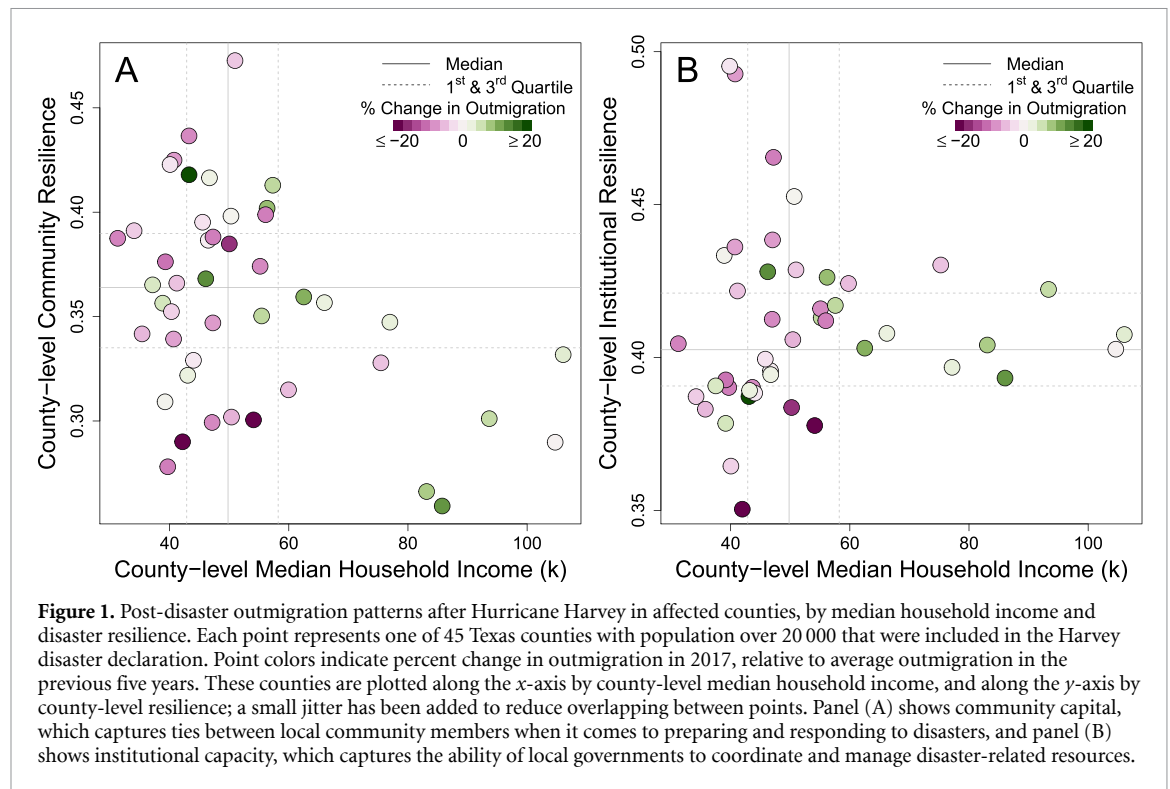 A
Median
1st & 3rd Quartile
% Change in Outmigration
≤ −20 0 ≥ 20
County−level Community Resilience
0.45
0.40
0.35
0.30
40 60 80 100
County−level Median Household Income (k)
B
Median
1st & 3rd Quartile
% Change in Outmigration
≤ −20 0 ≥ 20
County−level Institutional Resilience
0.50
0.45
0.40
0.35
40 60 80 100
County−level Median Household Income (k)
Figure 1. Post-disaster outmigration patterns after Hurricane Harvey in affected counties, by median household income and
disaster resilience. Each point represents one of 45 Texas counties with population over 20 000 that were included in the Harvey
disaster declaration. Point colors indicate percent change in outmigration in 2017, relative to average outmigration in the
previous five years. These counties are plotted along the x-axis by county-level median household income, and along the y-axis by
county-level resilience; a small jitter has been added to reduce overlapping between points. Panel (A) shows community capital,
which captures ties between local community members when it comes to preparing and responding to disasters, and panel (B)
shows institutional capacity, which captures the ability of local governments to coordinate and manage disaster-related resources.